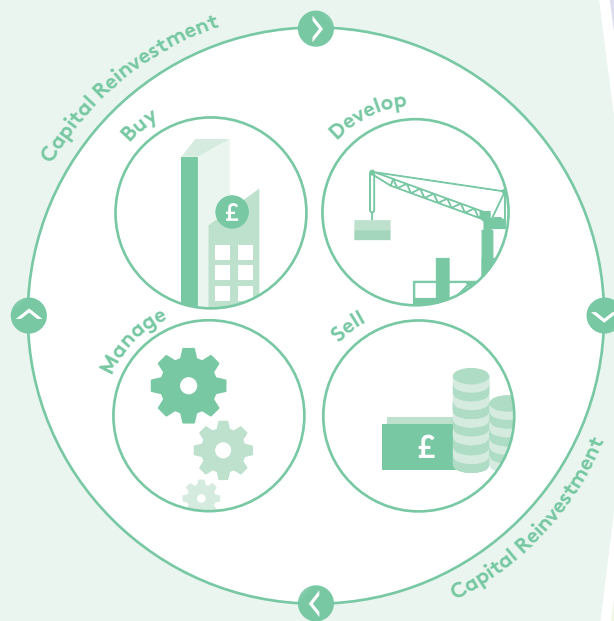 Capital Reinvestment
Buy
Develop
£
Manage
Sell
£
Capital Reinvestment